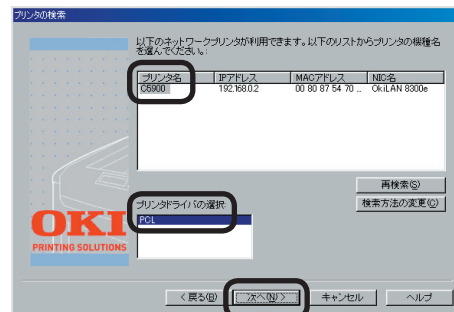 プリンタの検索
以下のネットワークプリンタが利用できます。以下のリストからプリンタの機種名
を選んでください。:
プリンタ名 IPアドレス MACアドレス NIC名
C5900 192.168.0.2 00 80 87 54 70 ... OkiLAN 8300e
再検索(S)
検索方法の変更(C)
プリンタドライバの選択:
PCL
OKI
PRINTING SOLUTIONS
< 戻る(B) 次へ(N) > キャンセル ヘルプ